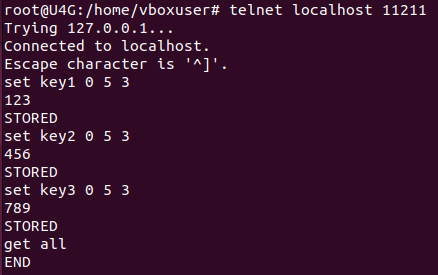 root@U4G:/home/vboxuser# telnet localhost 11211
Trying 127.0.0.1...
Connected to localhost.
Escape character is '^]'.
set key1 0 5 3
123
STORED
set key2 0 5 3
456
STORED
set key3 0 5 3
789
STORED
get all
END